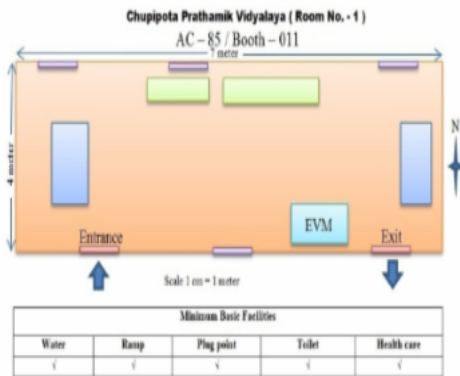 Chupipota Prathamik Vidyalaya ( Room No. - 1 )
AC – 85 / Booth – 011
7 meter
4 meter
N
EVM
Entrance
Exit
Scale 1 cm = 1 meter
Minimum Basic Facilities
Water Ramp Plug point Toilet Health care
√ √ √ √ √